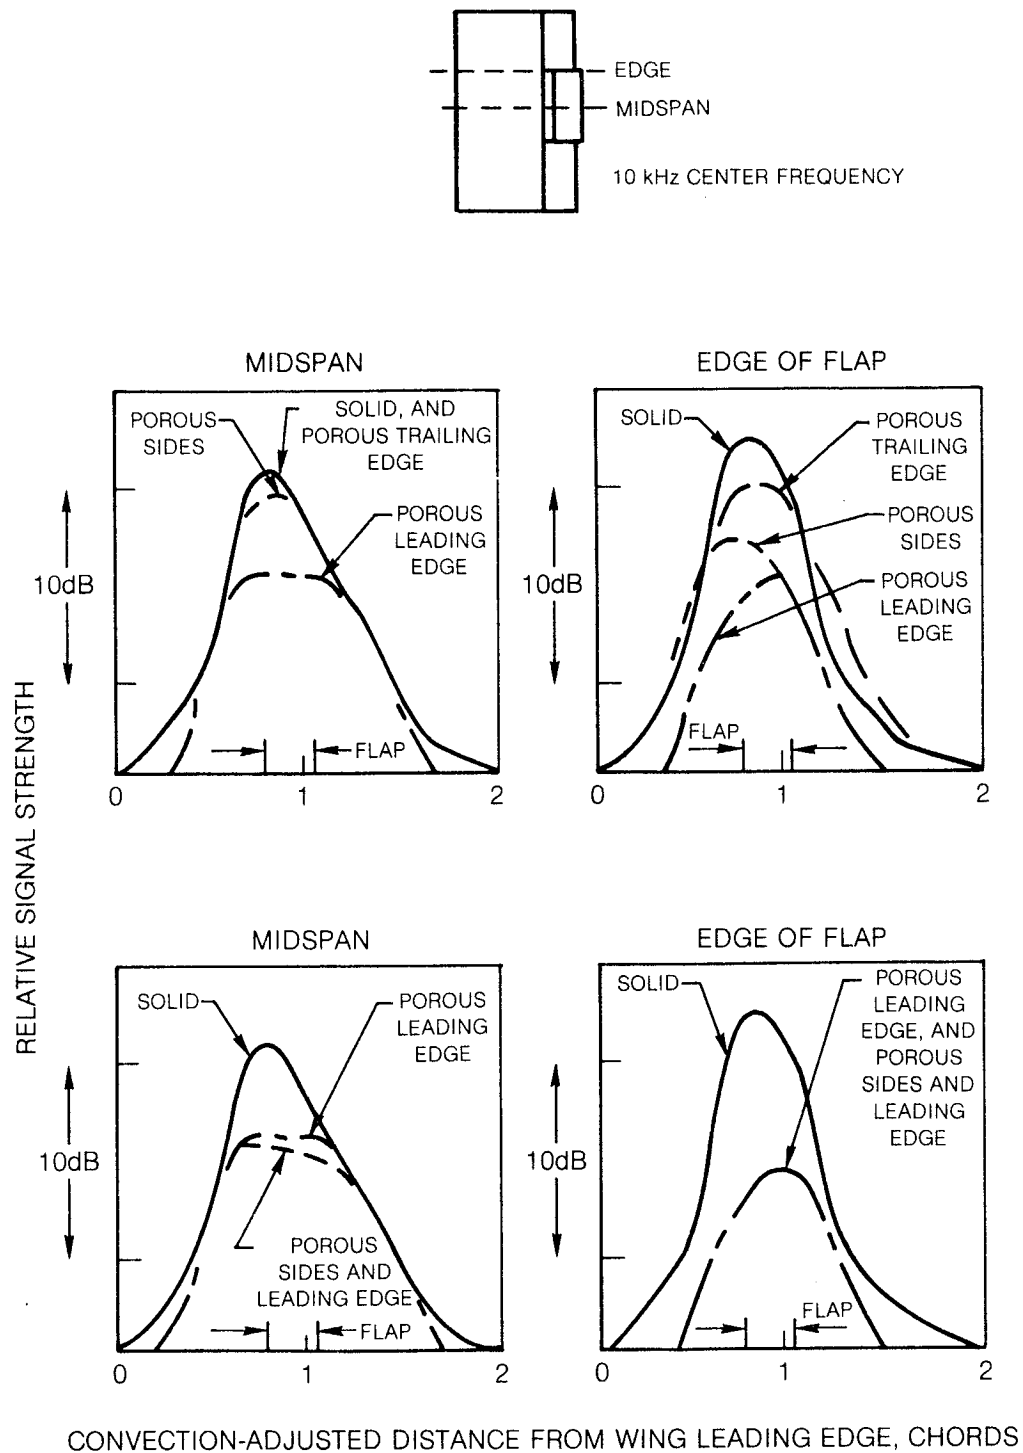 EDGE
MIDSPAN
10 kHz CENTER FREQUENCY
MIDSPAN
POROUS
SIDES
SOLID, AND
POROUS TRAILING
EDGE
POROUS
LEADING
EDGE
10dB
FLAP
0
1
2
EDGE OF FLAP
SOLID
POROUS
TRAILING
EDGE
POROUS
SIDES
POROUS
LEADING
EDGE
10dB
FLAP
0
1
2
RELATIVE SIGNAL STRENGTH
MIDSPAN
SOLID
POROUS
LEADING
EDGE
10dB
POROUS
SIDES AND
LEADING EDGE
FLAP
0
1
2
EDGE OF FLAP
SOLID
POROUS
LEADING
EDGE, AND
POROUS
SIDES AND
LEADING
EDGE
10dB
FLAP
0
1
2
CONVECTION-ADJUSTED DISTANCE FROM WING LEADING EDGE, CHORDS